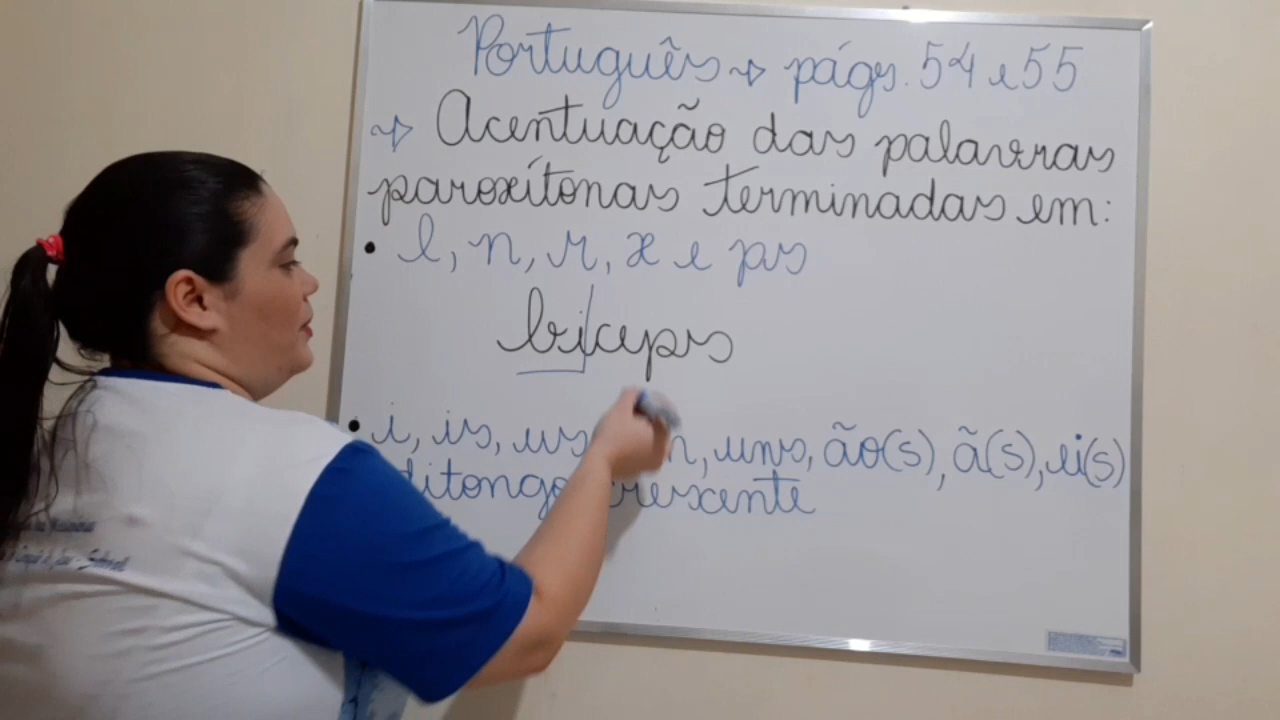 Português → págs. 54 e 55
→ Acentuação das palavras
paroxítonas terminadas em:
• l, n, r, x e ps
bíceps
• i, is, us, uns, ão(s), ã(s), ei(s)
ditongo crescente